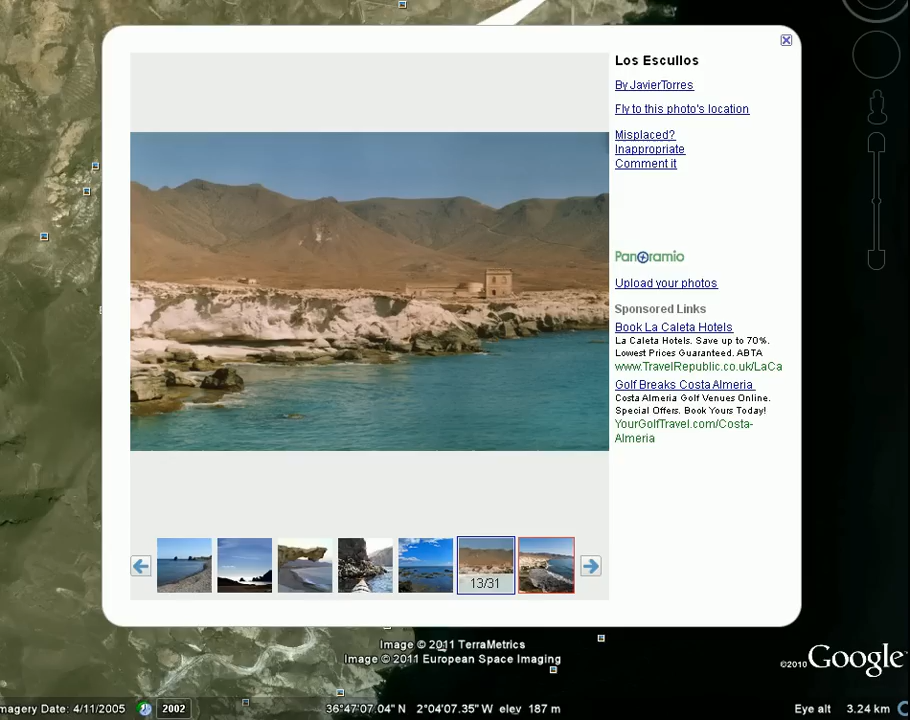 Los Escullos
By JavierTorres
Fly to this photo's location
Misplaced?
Inappropriate
Comment it
Panoramio
Upload your photos
Sponsored Links
Book La Caleta Hotels
La Caleta Hotels. Save up to 70%.
Lowest Prices Guaranteed. ABTA
www.TravelRepublic.co.uk/LaCa
Golf Breaks Costa Almeria
Costa Almeria Golf Venues Online.
Special Offers. Book Yours Today!
YourGolfTravel.com/Costa-
Almeria
13/31
Image © 2011 TerraMetrics
Image © 2011 European Space Imaging
©2010 Google
magery Date: 4/11/2005 2002 36°47'07.04" N 2°04'07.35" W elev 187 m Eye alt 3.24 km